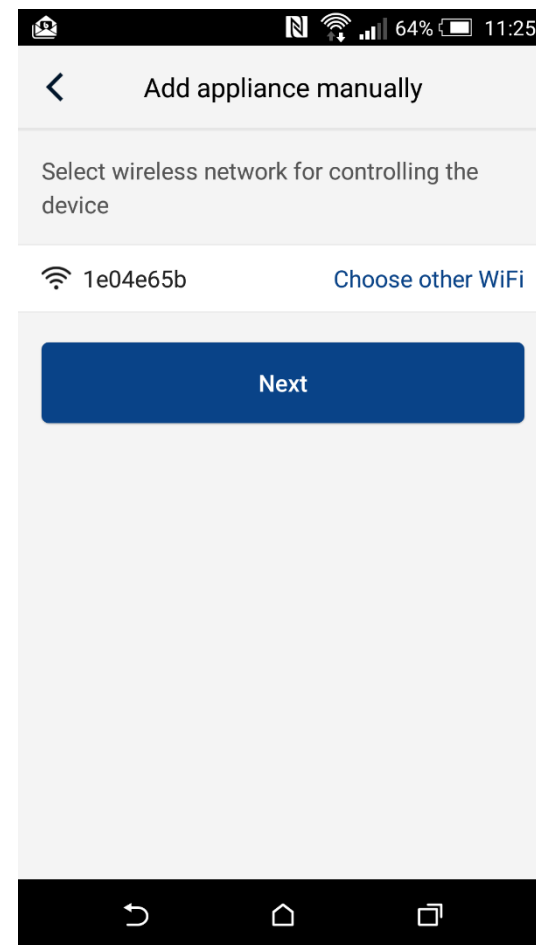 64% 11:25
Add appliance manually
Select wireless network for controlling the
device
1e04e65b Choose other WiFi
Next